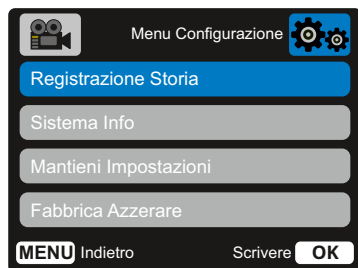 Menu Configurazione
Registrazione Storia
Sistema Info
Mantieni Impostazioni
Fabbrica Azzerare
MENU Indietro Scrivere OK